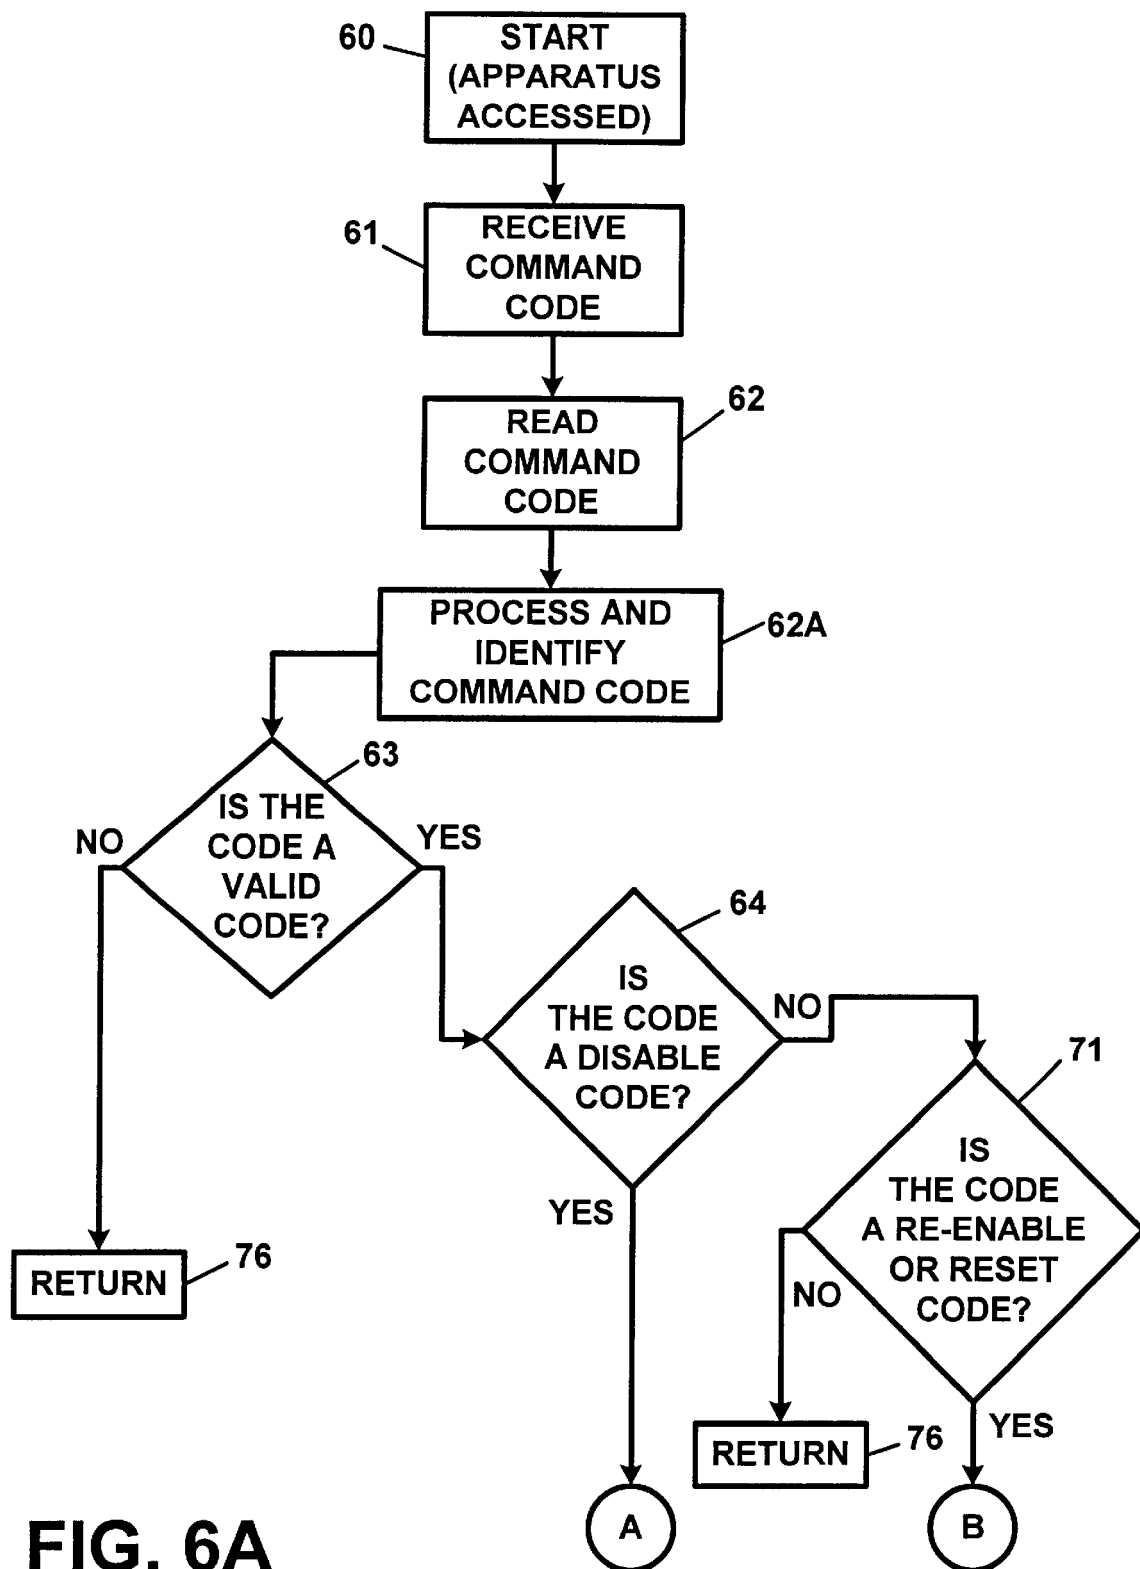 60
START
(APPARATUS
ACCESSED)
61
RECEIVE
COMMAND
CODE
62
READ
COMMAND
CODE
62A
PROCESS AND
IDENTIFY
COMMAND CODE
63
IS THE
CODE A
VALID
CODE?
NO
YES
64
IS
THE CODE
A DISABLE
CODE?
NO
YES
71
IS
THE CODE
A RE-ENABLE
OR RESET
CODE?
NO
YES
RETURN
76
RETURN
76
A
B
FIG. 6A